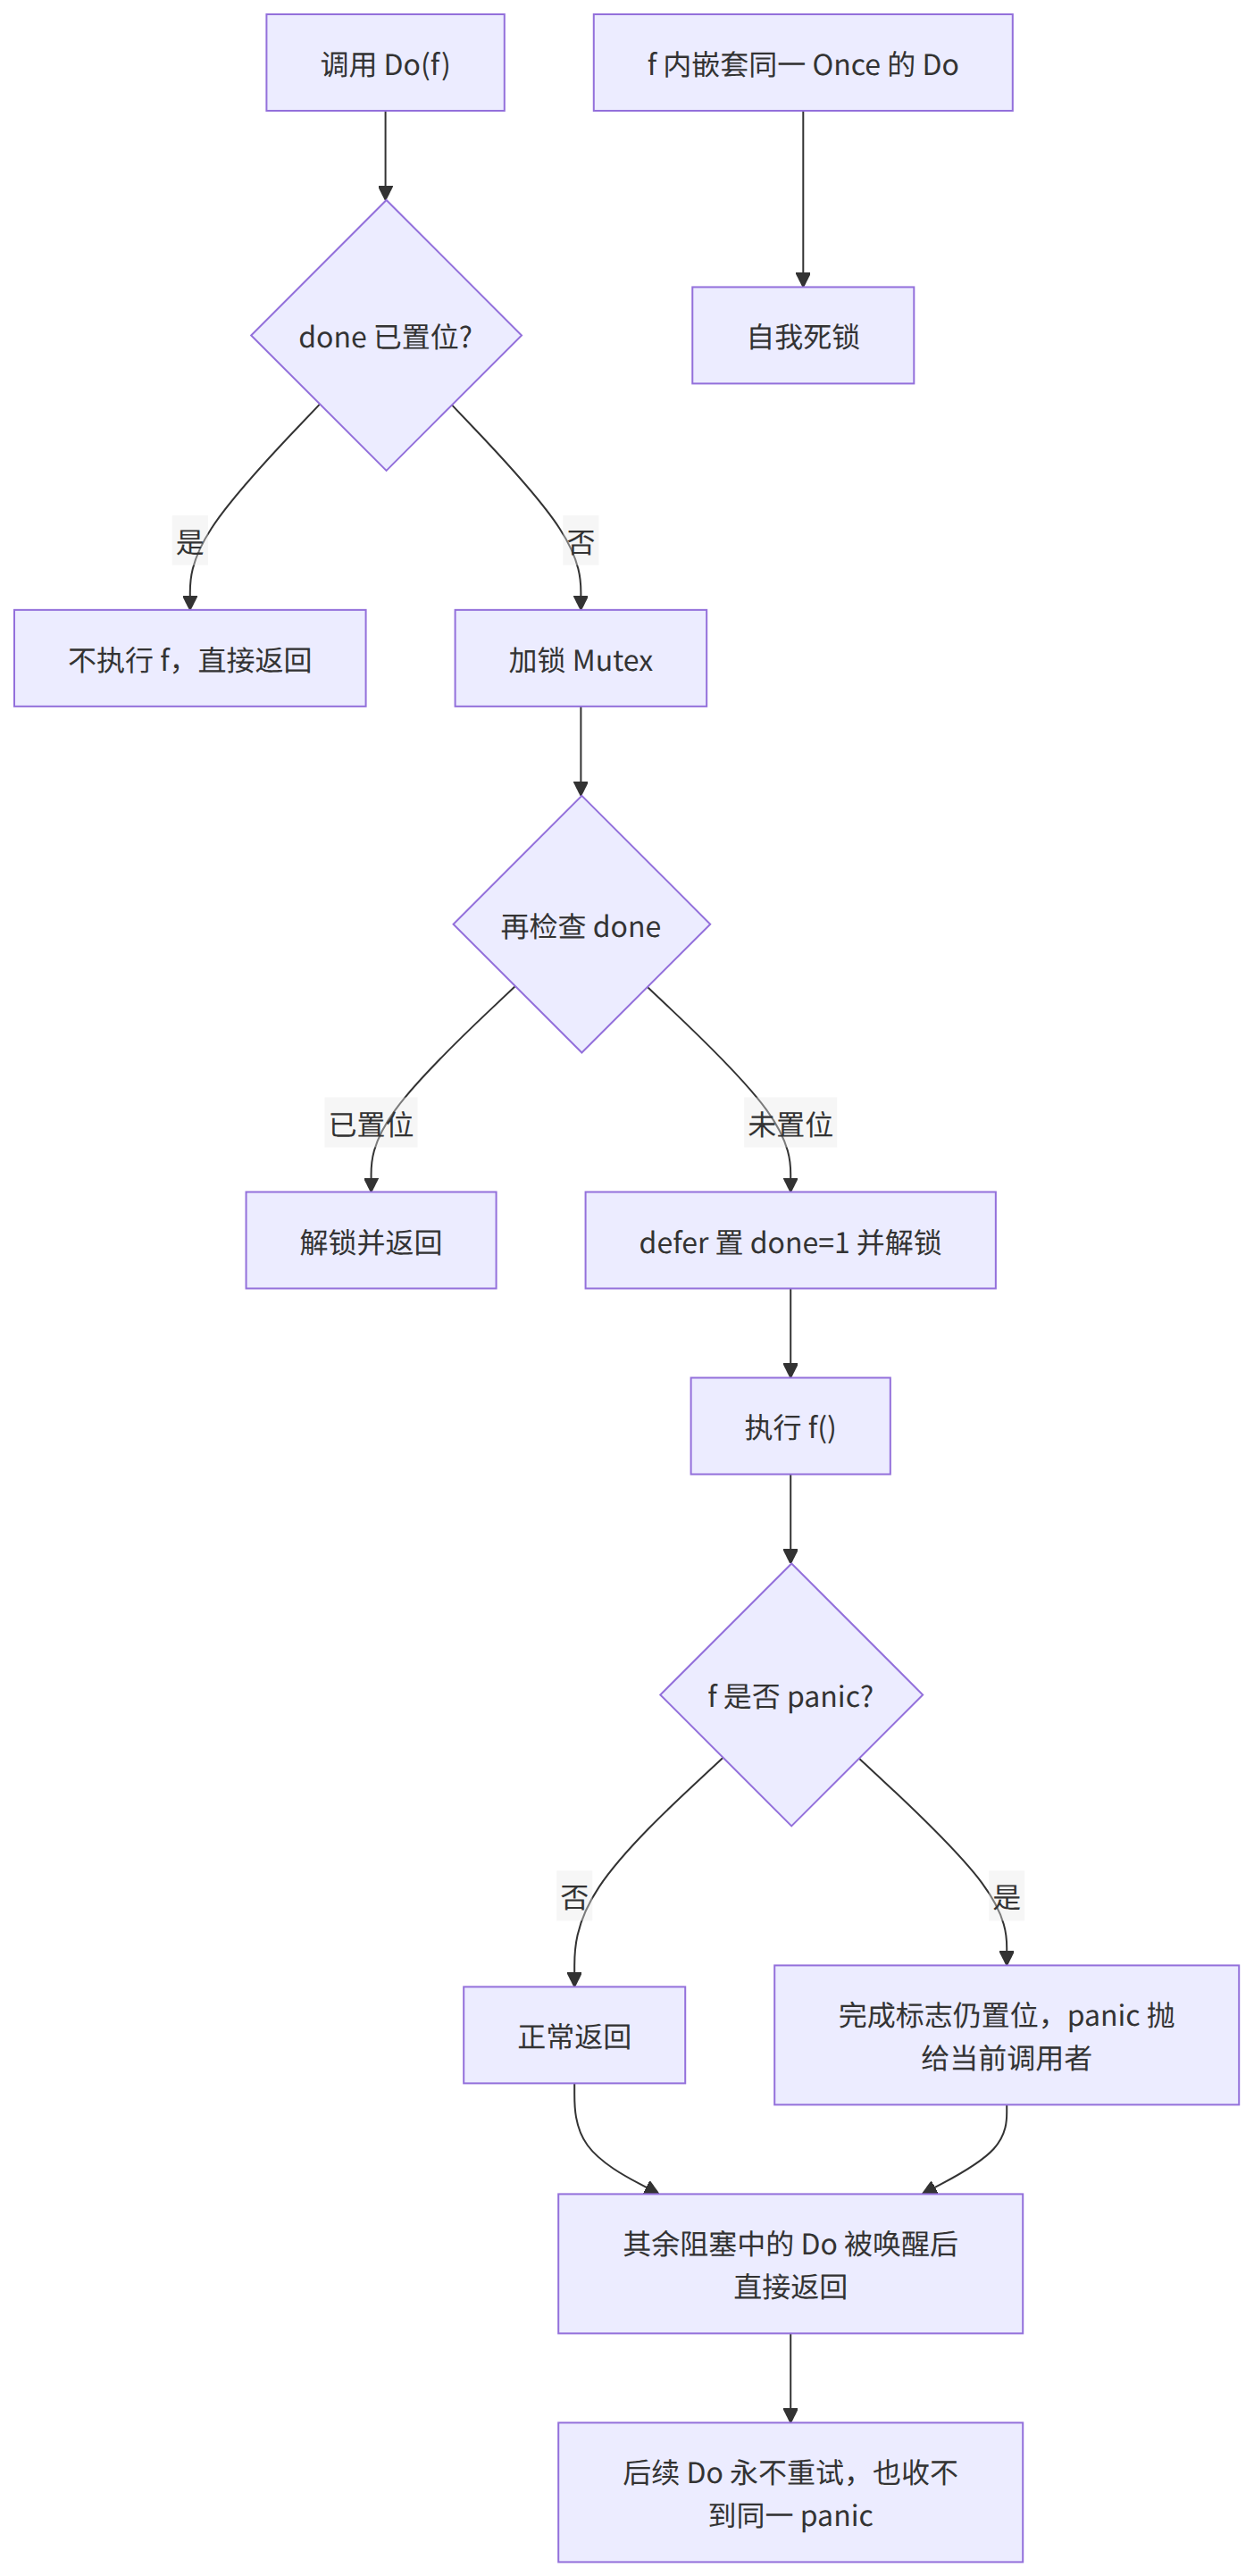 调用 Do(f)
f 内嵌套同一 Once 的 Do
done 已置位?
自我死锁
是
否
不执行 f，直接返回
加锁 Mutex
再检查 done
已置位
未置位
解锁并返回
defer 置 done=1 并解锁
执行 f()
f 是否 panic?
否
是
正常返回
完成标志仍置位，panic 抛
给当前调用者
其余阻塞中的 Do 被唤醒后
直接返回
后续 Do 永不重试，也收不
到同一 panic